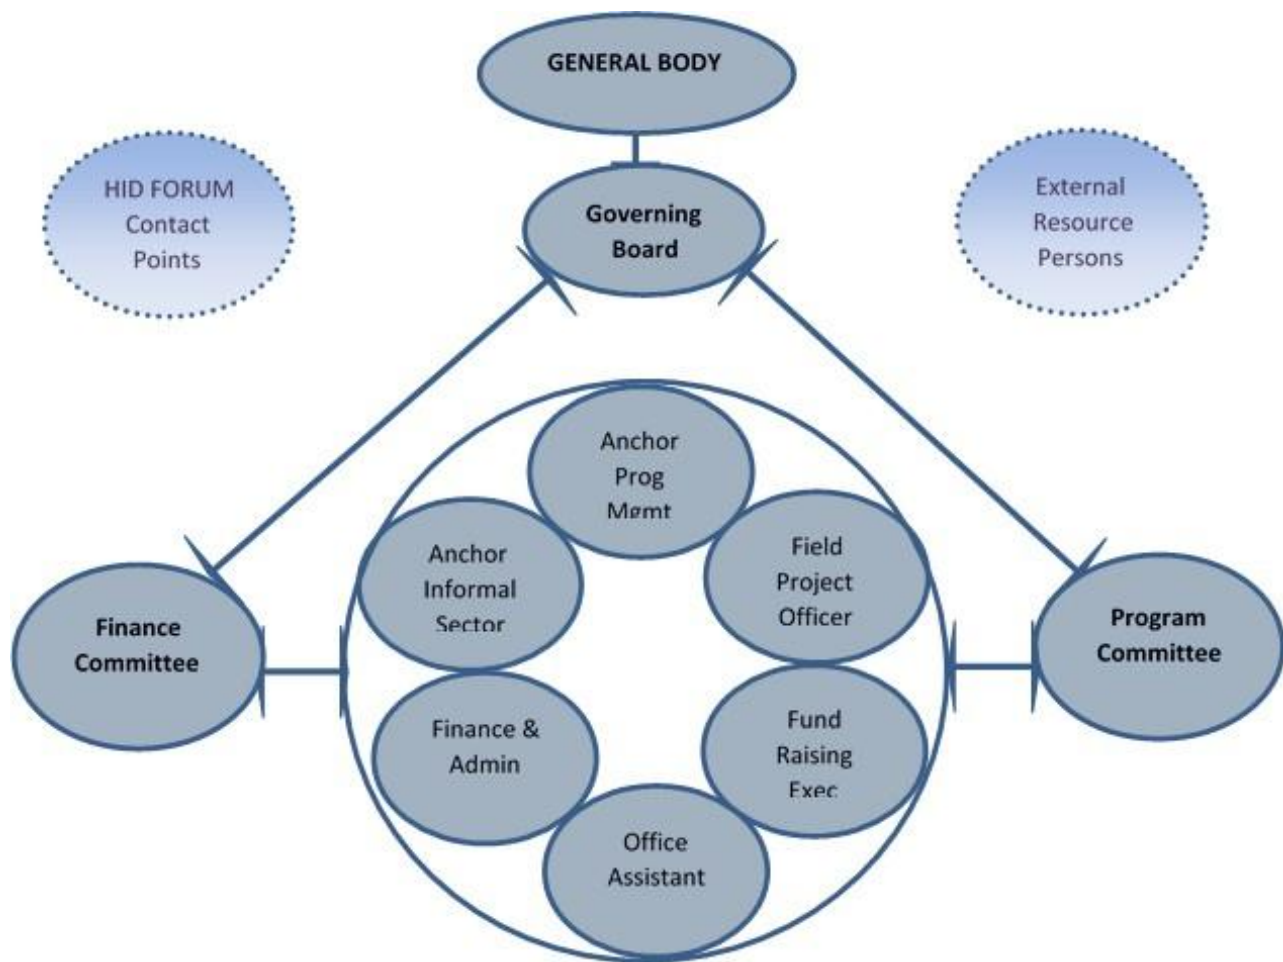 GENERAL BODY
HID FORUM
Contact
Points
Governing
Board
External
Resource
Persons
Anchor
Prog
Mgmt
Anchor
Informal
Sector
Field
Project
Officer
Finance
Committee
Program
Committee
Finance &
Admin
Fund
Raising
Exec
Office
Assistant